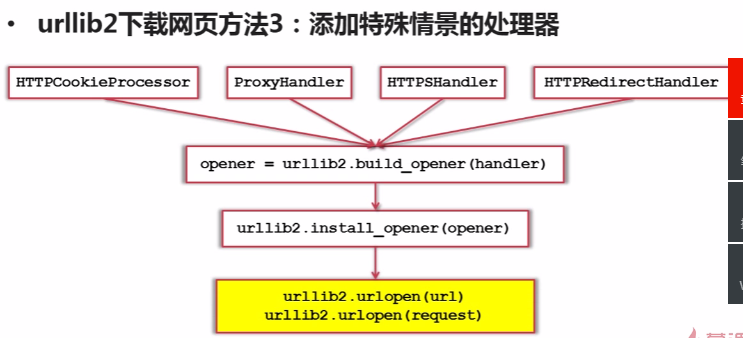 • urllib2下载网页方法3：添加特殊情景的处理器
HTTPCookieProcessor
ProxyHandler
HTTPSHandler
HTTPRedirectHandler
opener = urllib2.build_opener(handler)
urllib2.install_opener(opener)
urllib2.urlopen(url)
urllib2.urlopen(request)